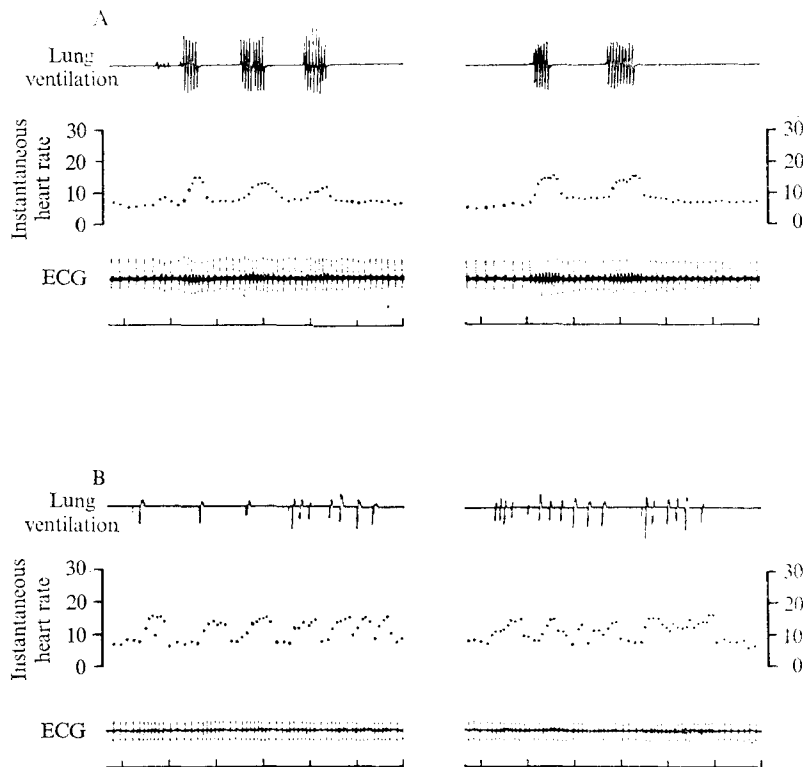 A
Lung
ventilation
30
20
10
0
Instantaneous
heart rate
30
20
10
0
ECG
B
Lung
ventilation
30
20
10
0
Instantaneous
heart rate
30
20
10
0
ECG